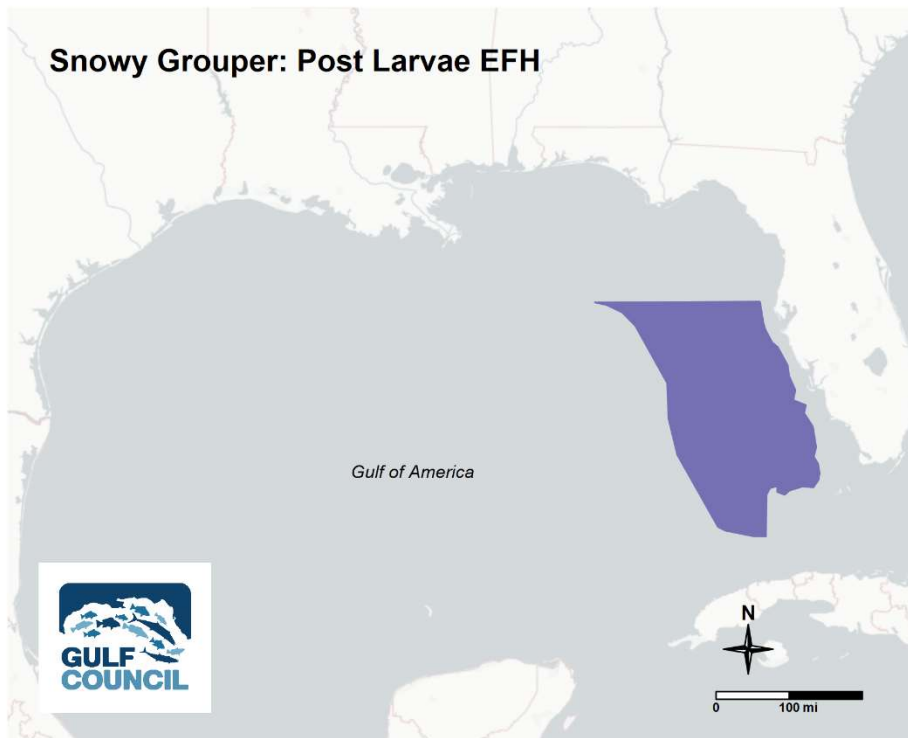 Snowy Grouper: Post Larvae EFH
Gulf of America
GULF
COUNCIL
N
0 100 mi